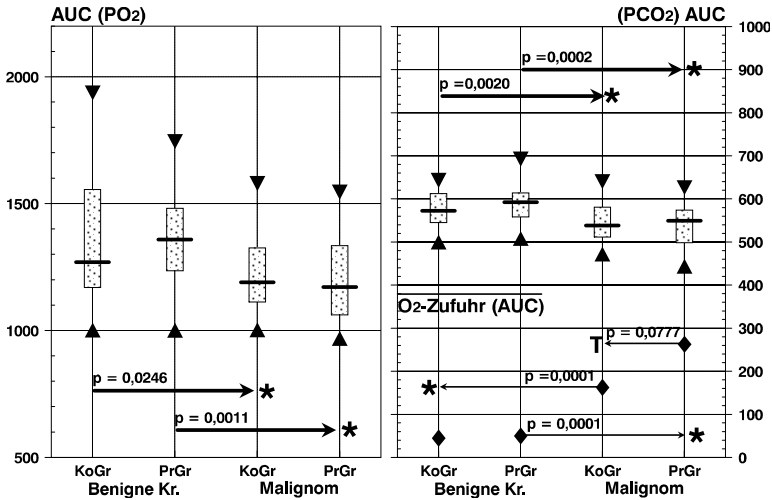 AUC (PO2)
(PCO2) AUC
2000
1500
1000
500
p = 0,0246
*
p = 0,0011
*
KoGr PrGr KoGr PrGr
Benigne Kr. Malignom
p = 0,0002
*
p = 0,0020
*
O2-Zufuhr (AUC)
p = 0,0777
T
p =0,0001
*
p = 0,0001
*
1000
900
800
700
600
500
400
300
200
100
0
KoGr PrGr KoGr PrGr
Benigne Kr. Malignom